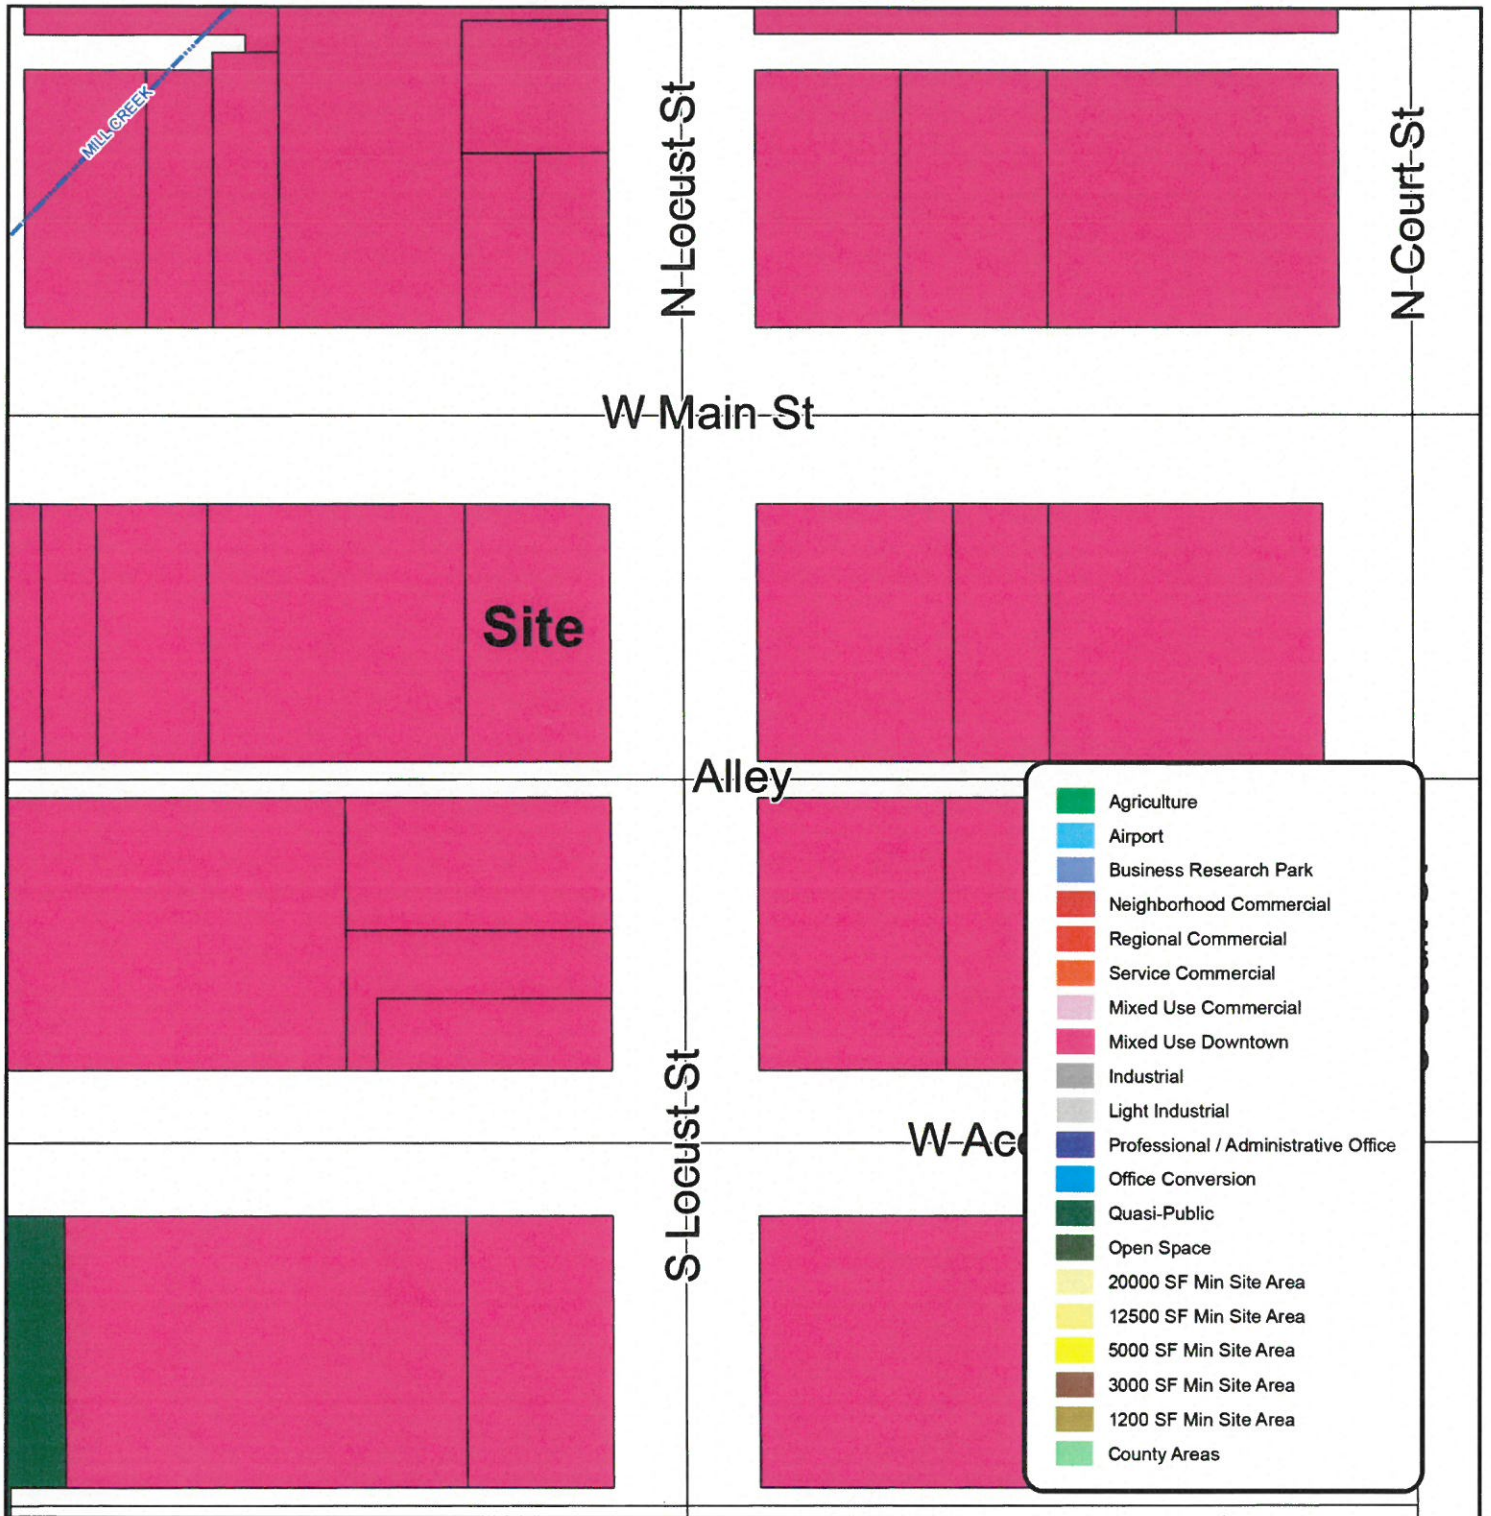 MILL CREEK
N Locust St
N Court St
W Main St
Site
Alley
S Locust St
W Ac
Agriculture
Airport
Business Research Park
Neighborhood Commercial
Regional Commercial
Service Commercial
Mixed Use Commercial
Mixed Use Downtown
Industrial
Light Industrial
Professional / Administrative Office
Office Conversion
Quasi-Public
Open Space
20000 SF Min Site Area
12500 SF Min Site Area
5000 SF Min Site Area
3000 SF Min Site Area
1200 SF Min Site Area
County Areas